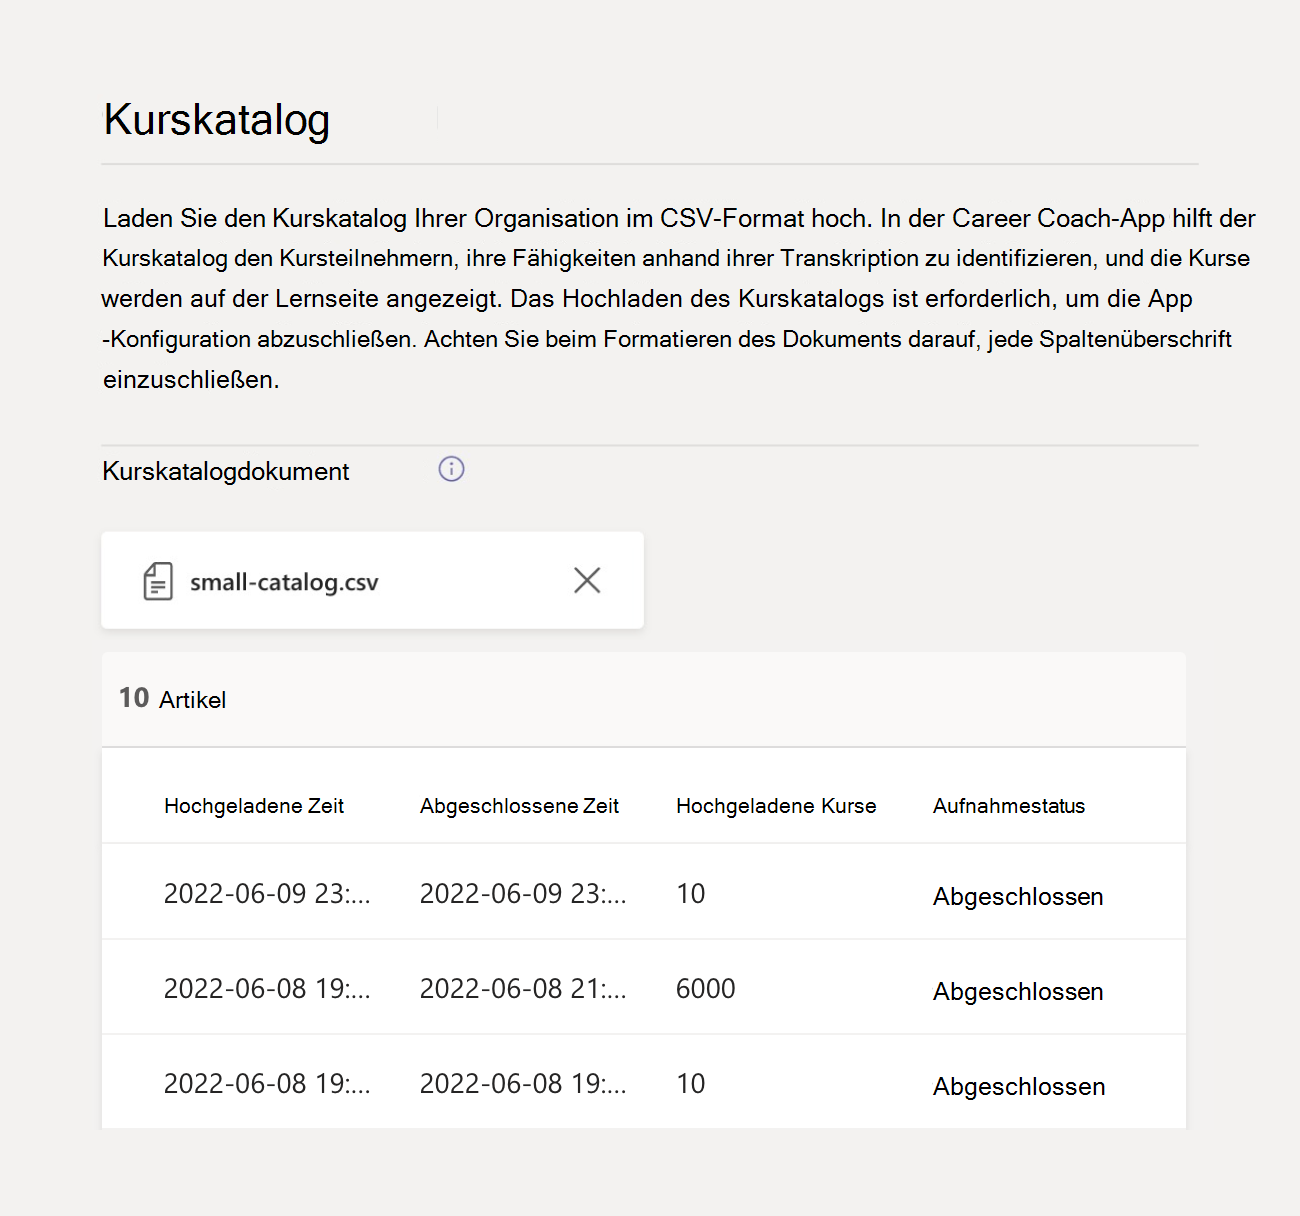 Kurskatalog
Laden Sie den Kurskatalog Ihrer Organisation im CSV-Format hoch. In der Career Coach-App hilft der
Kurskatalog den Kursteilnehmern, ihre Fähigkeiten anhand ihrer Transkription zu identifizieren, und die Kurse
werden auf der Lernseite angezeigt. Das Hochladen des Kurskatalogs ist erforderlich, um die App
-Konfiguration abzuschließen. Achten Sie beim Formatieren des Dokuments darauf, jede Spaltenüberschrift
einzuschließen.
Kurskatalogdokument
small-catalog.csv
10 Artikel
Hochgeladene Zeit Abgeschlossene Zeit Hochgeladene Kurse Aufnahmestatus
2022-06-09 23:... 2022-06-09 23:... 10 Abgeschlossen
2022-06-08 19:... 2022-06-08 21:... 6000 Abgeschlossen
2022-06-08 19:... 2022-06-08 19:... 10 Abgeschlossen